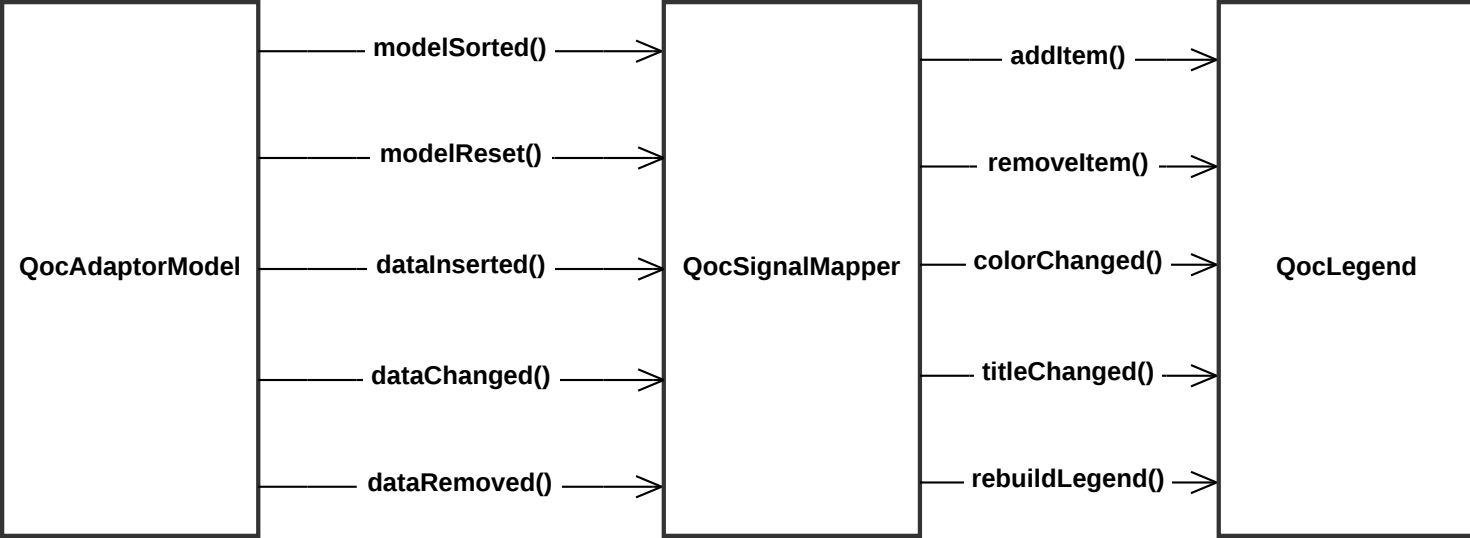 modelSorted()
addItem()
modelReset()
removeItem()
QocAdaptorModel
dataInserted()
QocSignalMapper
colorChanged()
QocLegend
dataChanged()
titleChanged()
dataRemoved()
rebuildLegend()